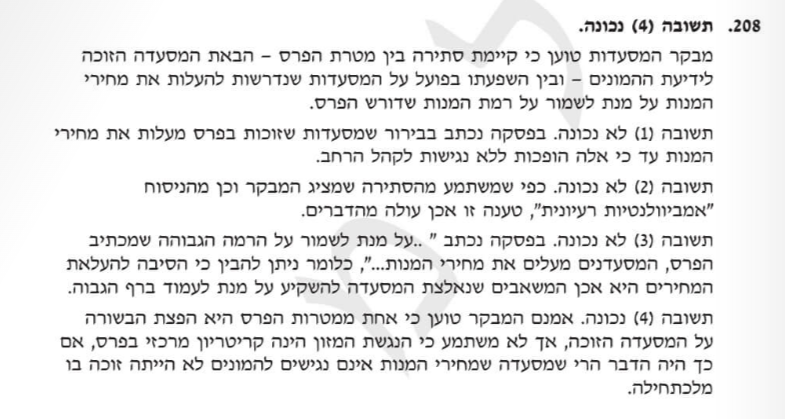 208. תשובה (4) נכונה.
מבקר המסעדות טוען כי קיימת סתירה בין מטרת הפרס – הבאת המסעדה הזוכה
לידיעת ההמונים – ובין השפעתו בפועל על המסעדות שנדרשות להעלות את מחירי
המנות על מנת לשמור על רמת המנות שדורש הפרס.
תשובה (1) לא נכונה. בפסקה נכתב בבירור שמסעדות שזוכות בפרס מעלות את מחירי
המנות עד כי אלה הופכות ללא נגישות לקהל הרחב.
תשובה (2) לא נכונה. כפי שמשתמע מהסתירה שמציג המבקר וכן מהניסוח
"אמביוולנטיות רעיונית", טענה זו אכן עולה מהדברים.
תשובה (3) לא נכונה. בפסקה נכתב " ..על מנת לשמור על הרמה הגבוהה שמכתיב
הפרס, המסעדנים מעלים את מחירי המנות...", כלומר ניתן להבין כי הסיבה להעלאת
המחירים היא אכן המשאבים שנאלצת המסעדה להשקיע על מנת לעמוד ברף הגבוה.
תשובה (4) נכונה. אמנם המבקר טוען כי אחת ממטרות הפרס היא הפצת הבשורה
על המסעדה הזוכה, אך לא משתמע כי הנגשת המזון הינה קריטריון מרכזי בפרס, אם
כך היה הדבר הרי שמסעדה שמחירי המנות אינם נגישים להמונים לא הייתה זוכה בו
מלכתחילה.